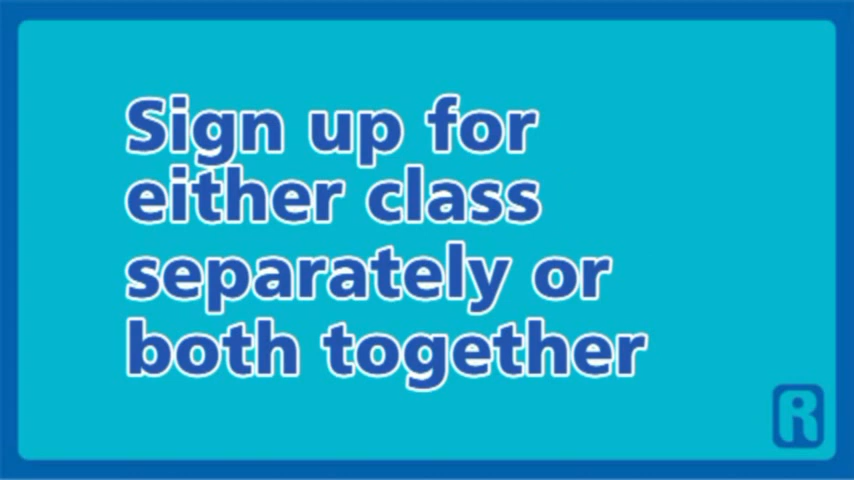 Sign up for
either class
separately or
both together
R